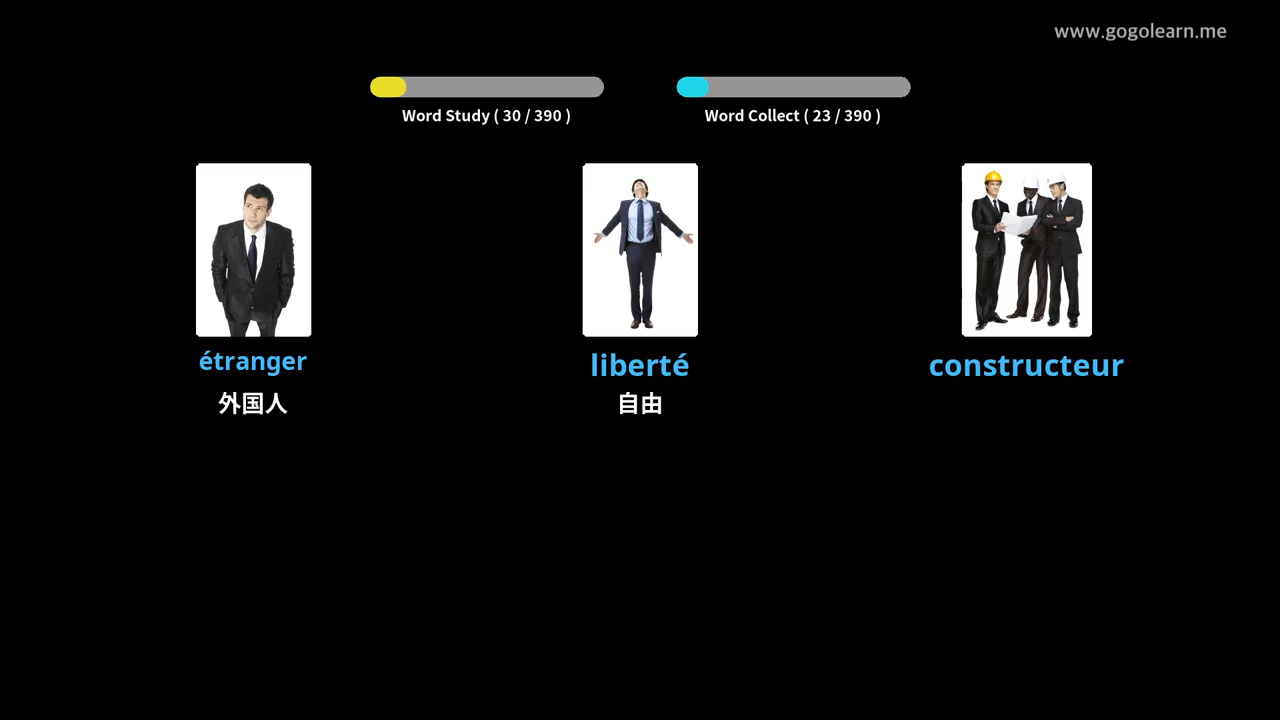 www.gogolearn.me
Word Study ( 30 / 390 )
Word Collect ( 23 / 390 )
étranger
liberté
constructeur
外国人
自由